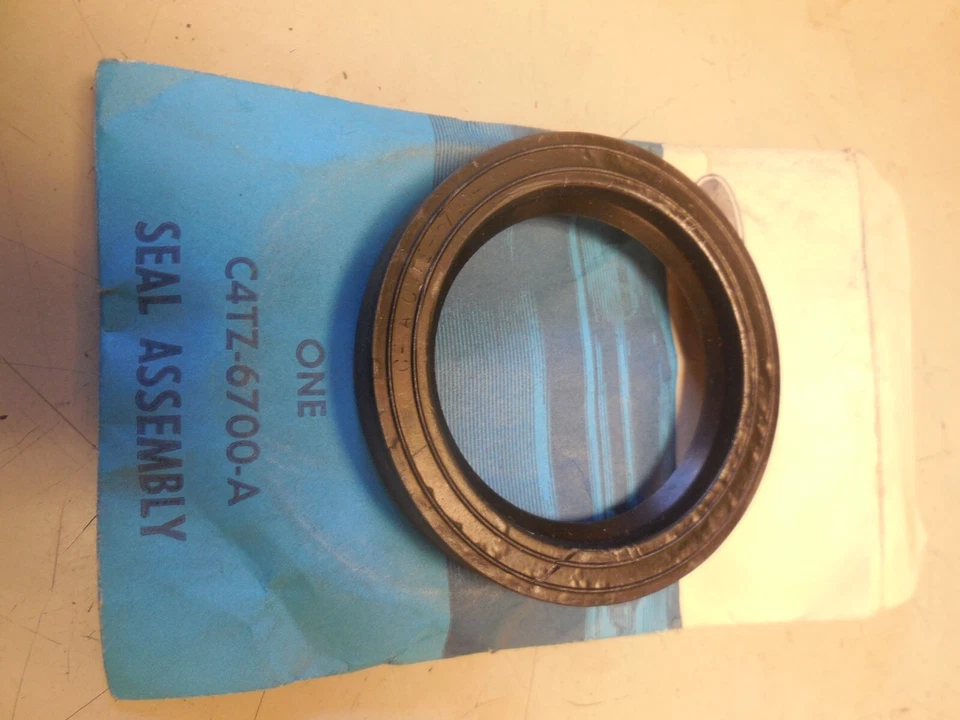 ONE
C4TZ-6700-A
SEAL ASSEMBLY